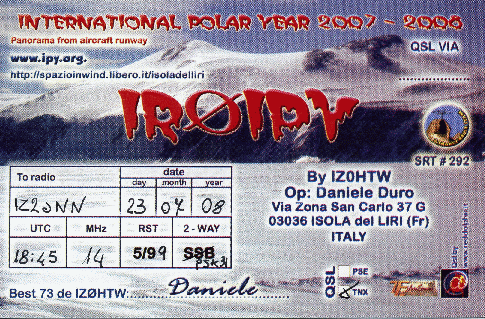 INTERNATIONAL POLAR YEAR 2007 - 2008
Panorama from aircraft runway
QSL VIA
www.ipy.org.
http://spazioinwind.libero.it/isoladelliri
IRØIPY
SRT # 292
To radio
date
day month year
IZ2JNN 23 04 08
UTC MHz RST 2-WAY
18:45 14 5/99 SSB
PSK31
By IZ0HTW
Op: Daniele Duro
Via Zona San Carlo 37 G
03036 ISOLA del LIRI (Fr)
ITALY
QSL PSE
TNX
Best 73 de IZØHTW: Daniele